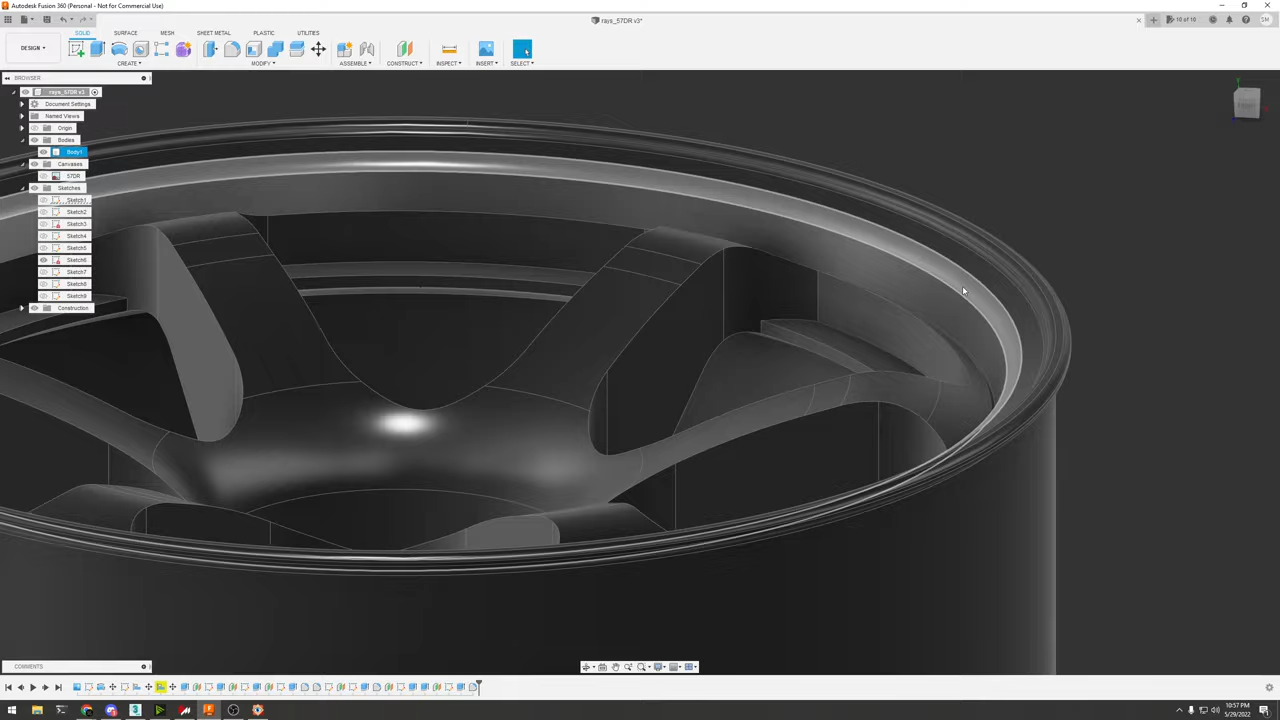 Autodesk Fusion 360 (Personal - Not for Commercial Use)
rays_57DR v3*
10 of 10
DESIGN
SOLID
SURFACE
MESH
SHEET METAL
PLASTIC
UTILITIES
CREATE
MODIFY
ASSEMBLE
CONSTRUCT
INSPECT
INSERT
SELECT
BROWSER
rays_57DR v3
Document Settings
Named Views
Origin
Bodies
Body1
Canvases
57DR
Sketches
Sketch1
Sketch2
Sketch3
Sketch4
Sketch5
Sketch6
Sketch7
Sketch8
Sketch9
Construction
COMMENTS
10:57 PM
5/29/2022